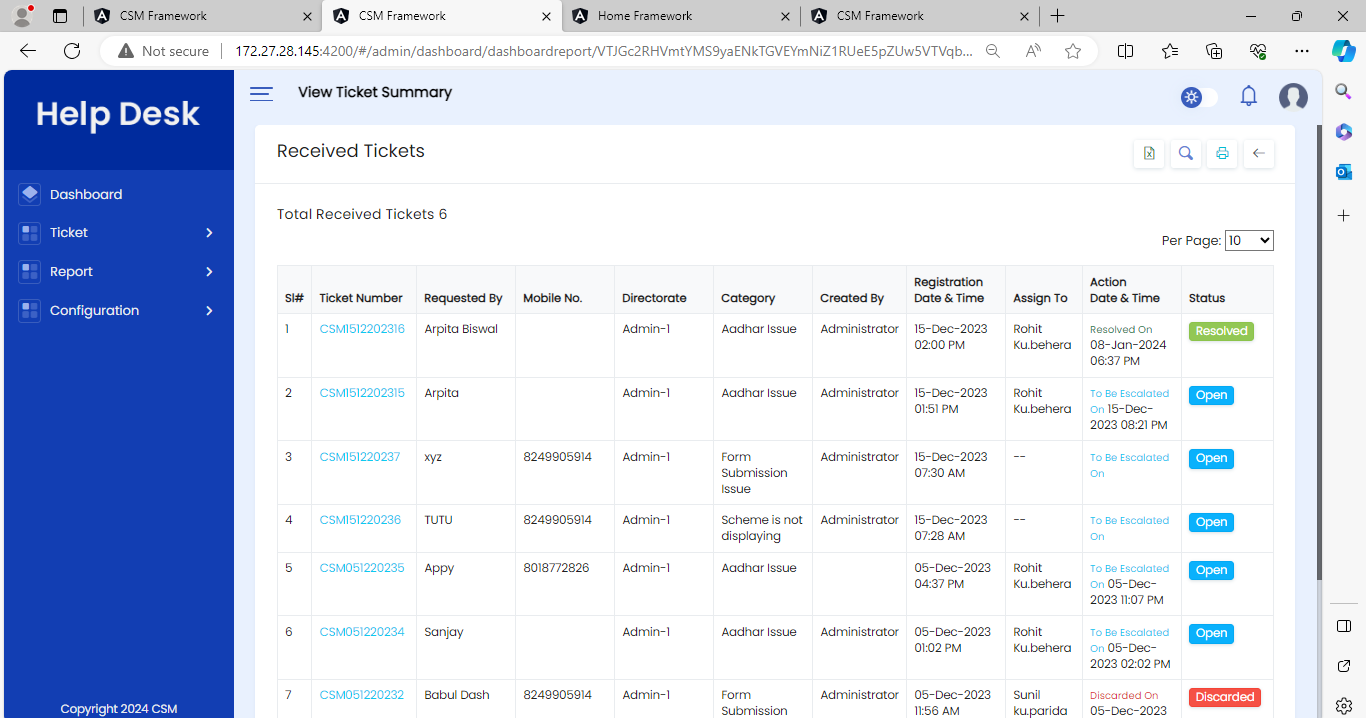 CSM Framework
CSM Framework
Home Framework
CSM Framework
Not secure
172.27.28.145:4200/#/admin/dashboard/dashboardreport/VTJGc2RHVmtYMS9yaENkTGVEYmNiZ1RUeE5pZUw5VTVqb...
Help Desk
View Ticket Summary
Dashboard
Ticket
Report
Configuration
Copyright 2024 CSM
Received Tickets
Total Received Tickets 6
Per Page: 10
Sl# Ticket Number Requested By Mobile No. Directorate Category Created By Registration Date & Time Assign To Action Date & Time Status
1 CSM1512202316 Arpita Biswal Admin-1 Aadhar Issue Administrator 15-Dec-2023 02:00 PM Rohit Ku.behera Resolved On 08-Jan-2024 06:37 PM Resolved
2 CSM1512202315 Arpita Admin-1 Aadhar Issue Administrator 15-Dec-2023 01:51 PM Rohit Ku.behera To Be Escalated On 15-Dec-2023 08:21 PM Open
3 CSM151220237 xyz 8249905914 Admin-1 Form Submission Issue Administrator 15-Dec-2023 07:30 AM -- To Be Escalated On Open
4 CSM151220236 TUTU 8249905914 Admin-1 Scheme is not displaying Administrator 15-Dec-2023 07:28 AM -- To Be Escalated On Open
5 CSM051220235 Appy 8018772826 Admin-1 Aadhar Issue 05-Dec-2023 04:37 PM Rohit Ku.behera To Be Escalated On 05-Dec-2023 11:07 PM Open
6 CSM051220234 Sanjay Admin-1 Aadhar Issue Administrator 05-Dec-2023 01:02 PM Rohit Ku.behera To Be Escalated On 05-Dec-2023 02:02 PM Open
7 CSM051220232 Babul Dash 8249905914 Admin-1 Form Submission Administrator 05-Dec-2023 11:56 AM Sunil ku.parida Discarded On 05-Dec-2023 Discarded